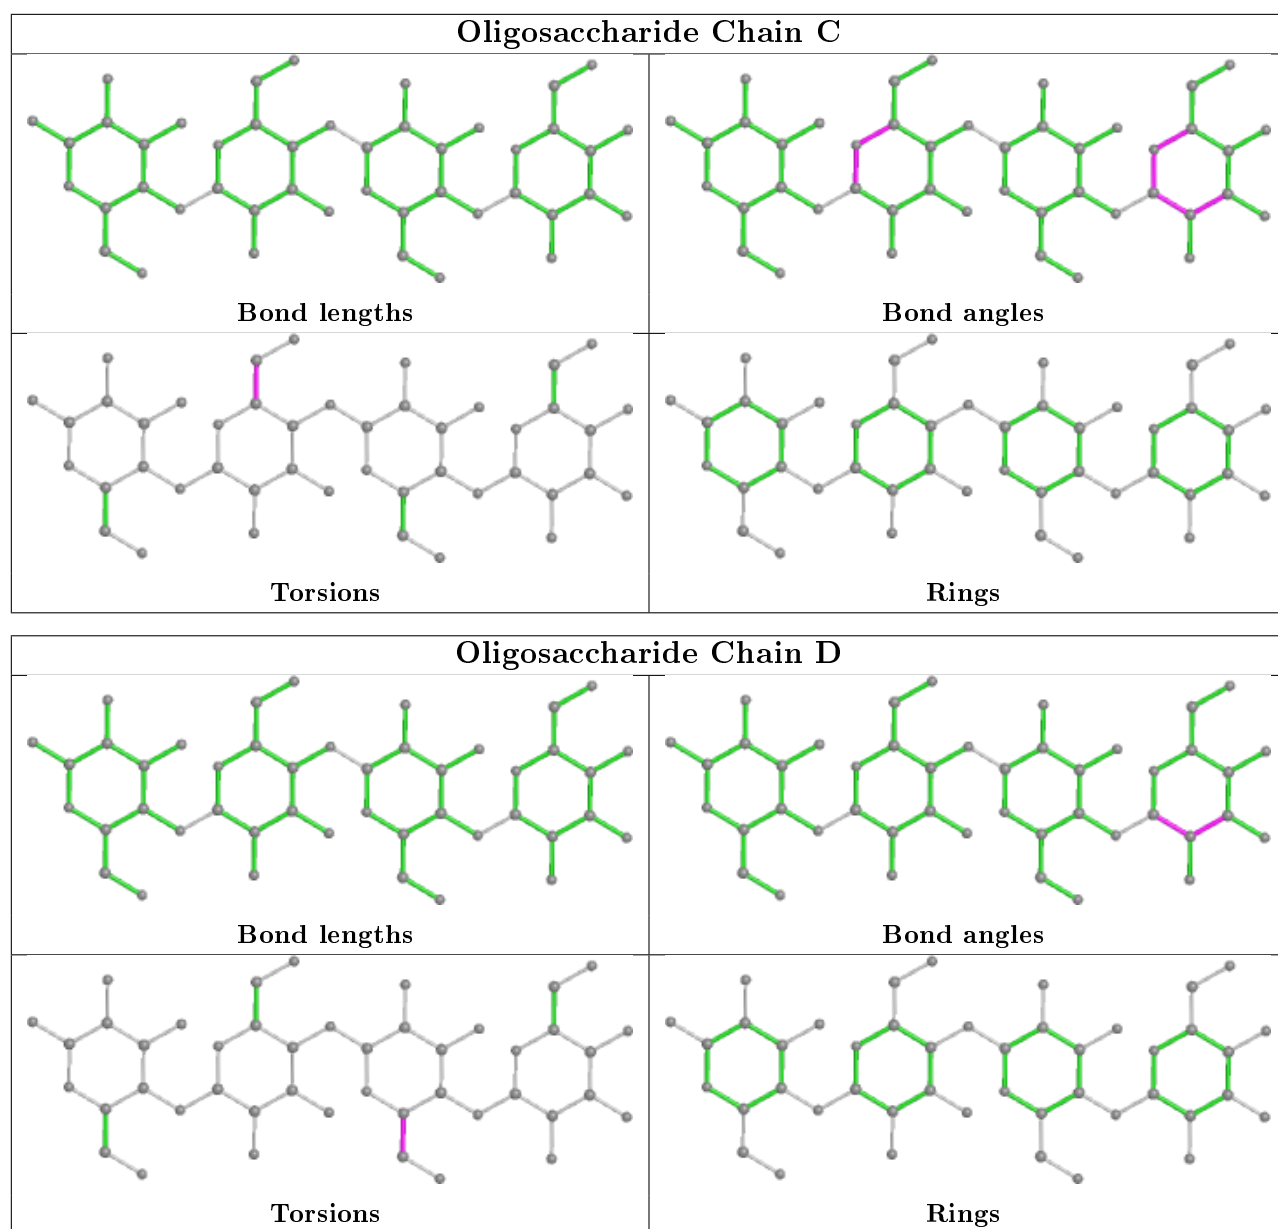 Oligosaccharide Chain C
Bond lengths
Bond angles
Torsions
Rings
Oligosaccharide Chain D
Bond lengths
Bond angles
Torsions
Rings